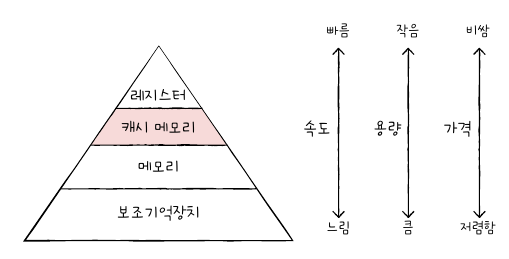 빠름 작음 비쌈
레지스터
캐시 메모리
속도 용량 가격
메모리
보조기억장치
느림 큼 저렴함